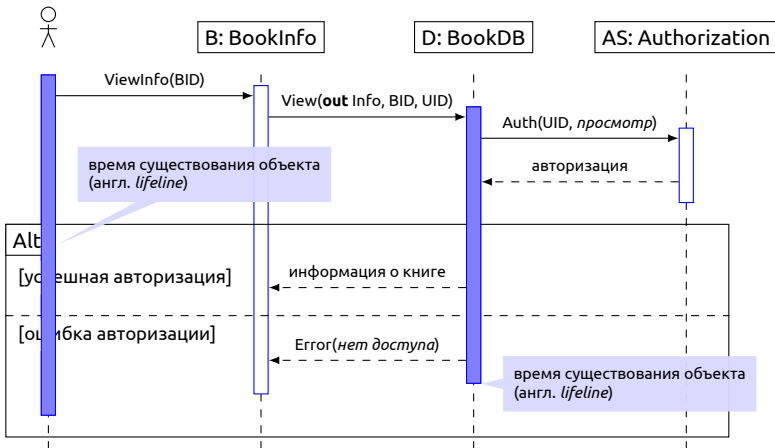 B: BookInfo
D: BookDB
AS: Authorization
ViewInfo(BID)
View(out Info, BID, UID)
Auth(UID, просмотр)
время существования объекта
(англ. lifeline)
авторизация
Alt
[успешная авторизация]
информация о книге
[ошибка авторизации]
Error(нет доступа)
время существования объекта
(англ. lifeline)